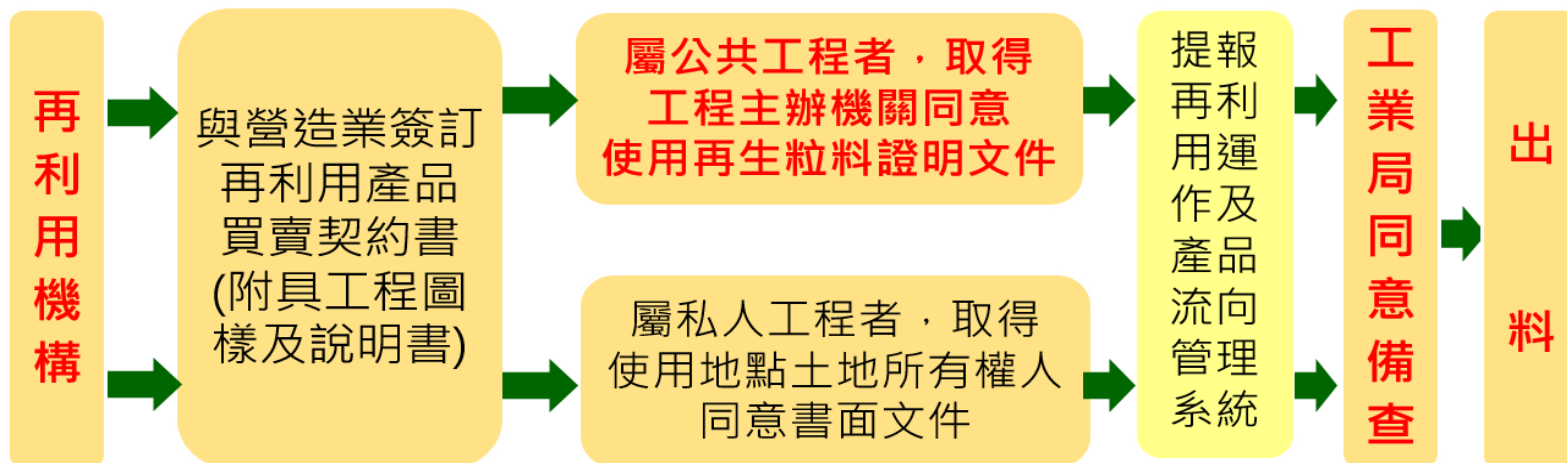 再利用機構
與營造業簽訂
再利用產品
買賣契約書
(附具工程圖
樣及說明書)
屬公共工程者，取得
工程主辦機關同意
使用再生粒料證明文件
屬私人工程者，取得
使用地點土地所有權人
同意書面文件
提報
再利
用運
作及
產品
流向
管理
系統
工業局同意備查
出料